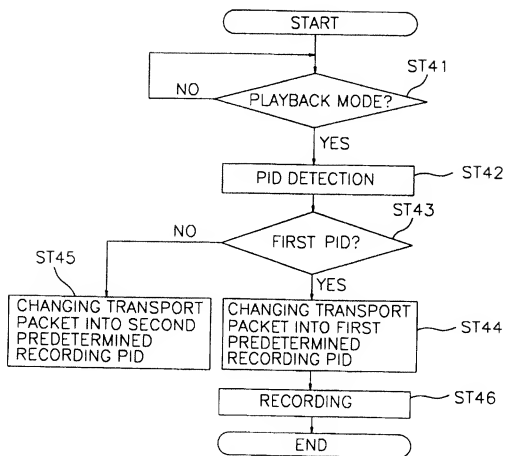 START
ST41
NO
PLAYBACK MODE?
YES
PID DETECTION
ST42
ST43
NO
FIRST PID?
ST45
YES
CHANGING TRANSPORT
PACKET INTO SECOND
PREDETERMINED
RECORDING PID
CHANGING TRANSPORT
PACKET INTO FIRST
PREDETERMINED
RECORDING PID
ST44
RECORDING
ST46
END